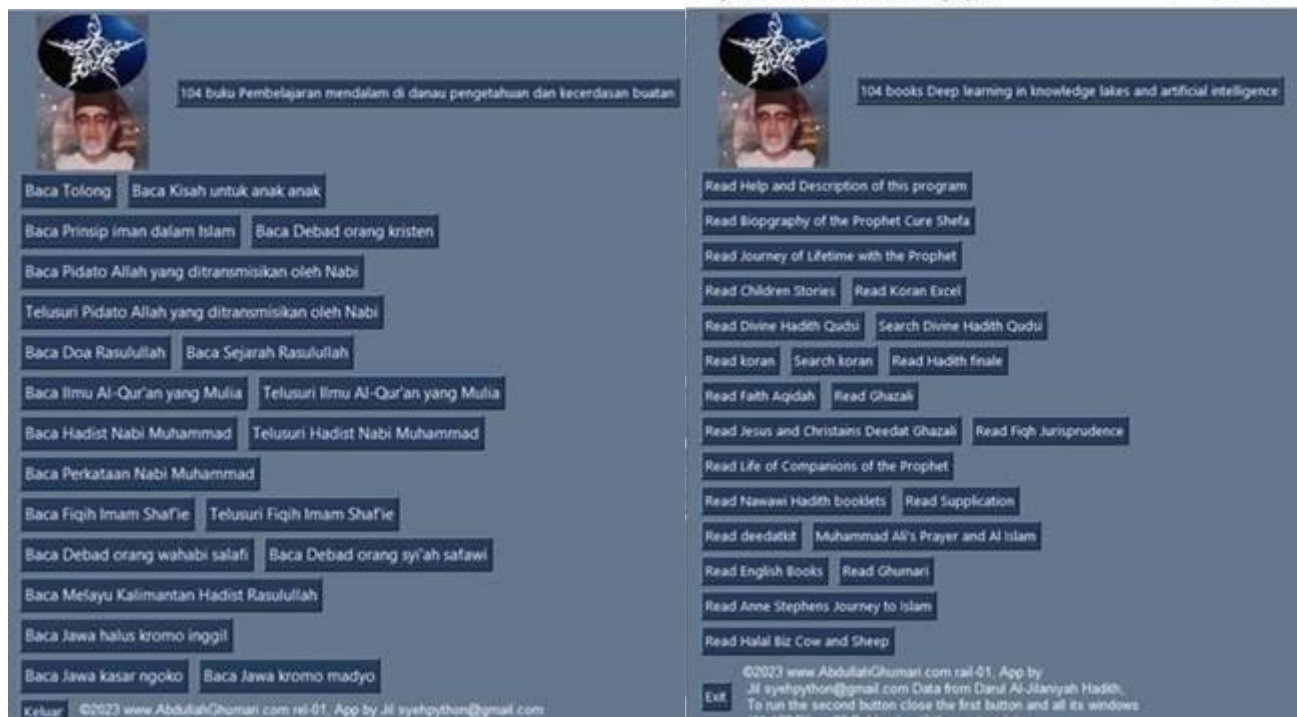 104 buku Pembelajaran mendalam di danau pengetahuan dan kecerdasan buatan
Baca Tolong Baca Kisah untuk anak anak
Baca Prinsip iman dalam Islam Baca Debad orang kristen
Baca Pidato Allah yang ditransmisikan oleh Nabi
Telusuri Pidato Allah yang ditransmisikan oleh Nabi
Baca Doa Rasulullah Baca Sejarah Rasulullah
Baca Ilmu Al-Qur'an yang Mulia Telusuri Ilmu Al-Qur'an yang Mulia
Baca Hadist Nabi Muhammad Telusuri Hadist Nabi Muhammad
Baca Perkataan Nabi Muhammad
Baca Fiqih Imam Shaf'ie Telusuri Fiqih Imam Shaf'ie
Baca Debad orang wahabi salafi Baca Debad orang syi'ah safawi
Baca Melayu Kalimantan Hadist Rasulullah
Baca Jawa halus kromo inggil
Baca Jawa kasar ngoko Baca Jawa kromo madyo
Keluar ©2023 www.AbdullahGhumari.com rel-01, App by Jil syehpython@gmail.com
104 books Deep learning in knowledge lakes and artificial intelligence
Read Help and Description of this program
Read Biopgraphy of the Prophet Cure Shefa
Read Journey of Lifetime with the Prophet
Read Children Stories Read Koran Excel
Read Divine Hadith Qudsi Search Divine Hadith Qudsi
Read koran Search koran Read Hadith finale
Read Faith Aqidah Read Ghazali
Read Jesus and Christains Deedat Ghazali Read Fiqh Jurisprudence
Read Life of Companions of the Prophet
Read Nawawi Hadith booklets Read Supplication
Read deedatkit Muhammad Ali's Prayer and Al Islam
Read English Books Read Ghumari
Read Anne Stephens Journey to Islam
Read Halal Biz Cow and Sheep
©2023 www.AbdullahGhumari.com rail-01, App by
Exit Jil syehpython@gmail.com Data from Darul Al-Jilaniyah Hadith,
To run the second button close the first button and all its windows